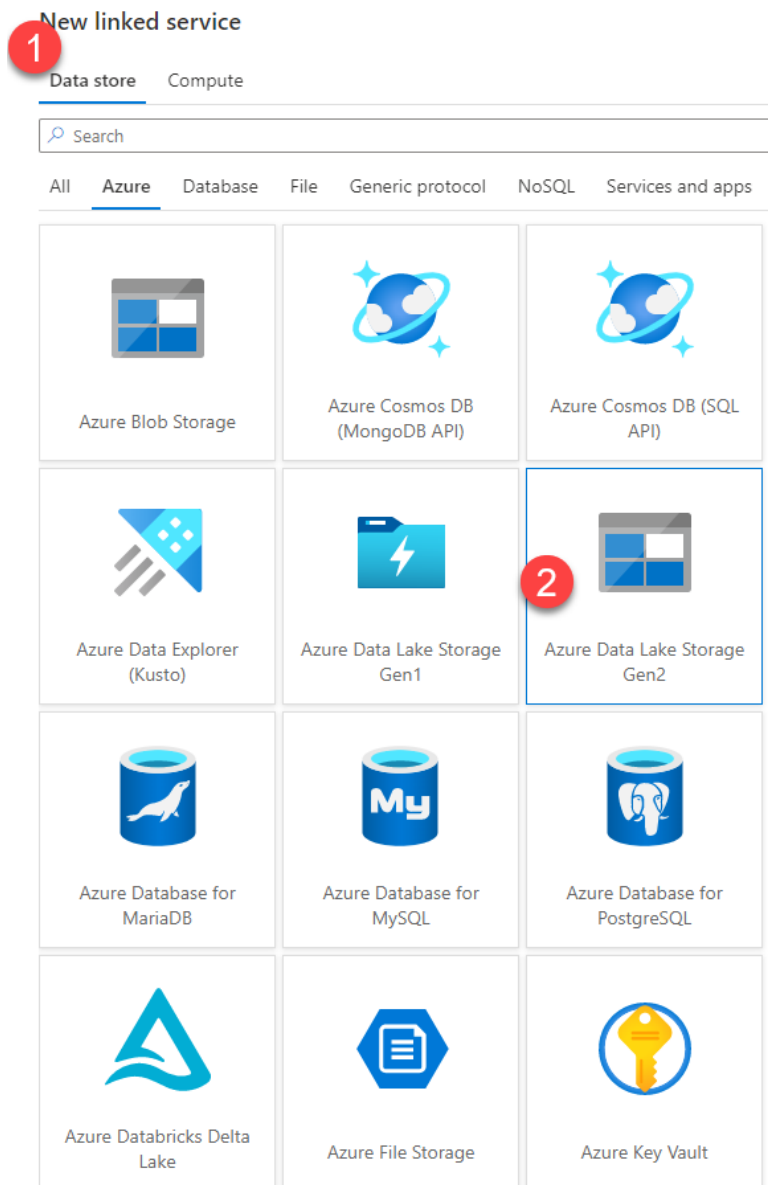 New linked service
1
Data store Compute
Search
All Azure Database File Generic protocol NoSQL Services and apps
Azure Blob Storage
Azure Cosmos DB
(MongoDB API)
Azure Cosmos DB (SQL
API)
Azure Data Explorer
(Kusto)
Azure Data Lake Storage
Gen1
2
Azure Data Lake Storage
Gen2
Azure Database for
MariaDB
My
Azure Database for
MySQL
Azure Database for
PostgreSQL
Azure Databricks Delta
Lake
Azure File Storage
Azure Key Vault